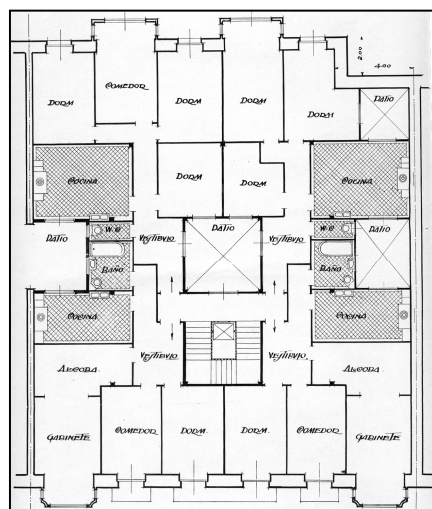 2.00
4.00
COMEDOR
PATIO
DORM
DORM
DORM
DORM
DORM
DORM
COCINA
COCINA
W.C
PATIO
W.C
PATIO
VESTIBULO
VESTIBULO
PATIO
BAÑO
BAÑO
COCINA
COCINA
VESTIBULO
VESTIBULO
ALCOBA
ALCOBA
GABINETE
COMEDOR
DORM.
DORM.
COMEDOR
GABINETE